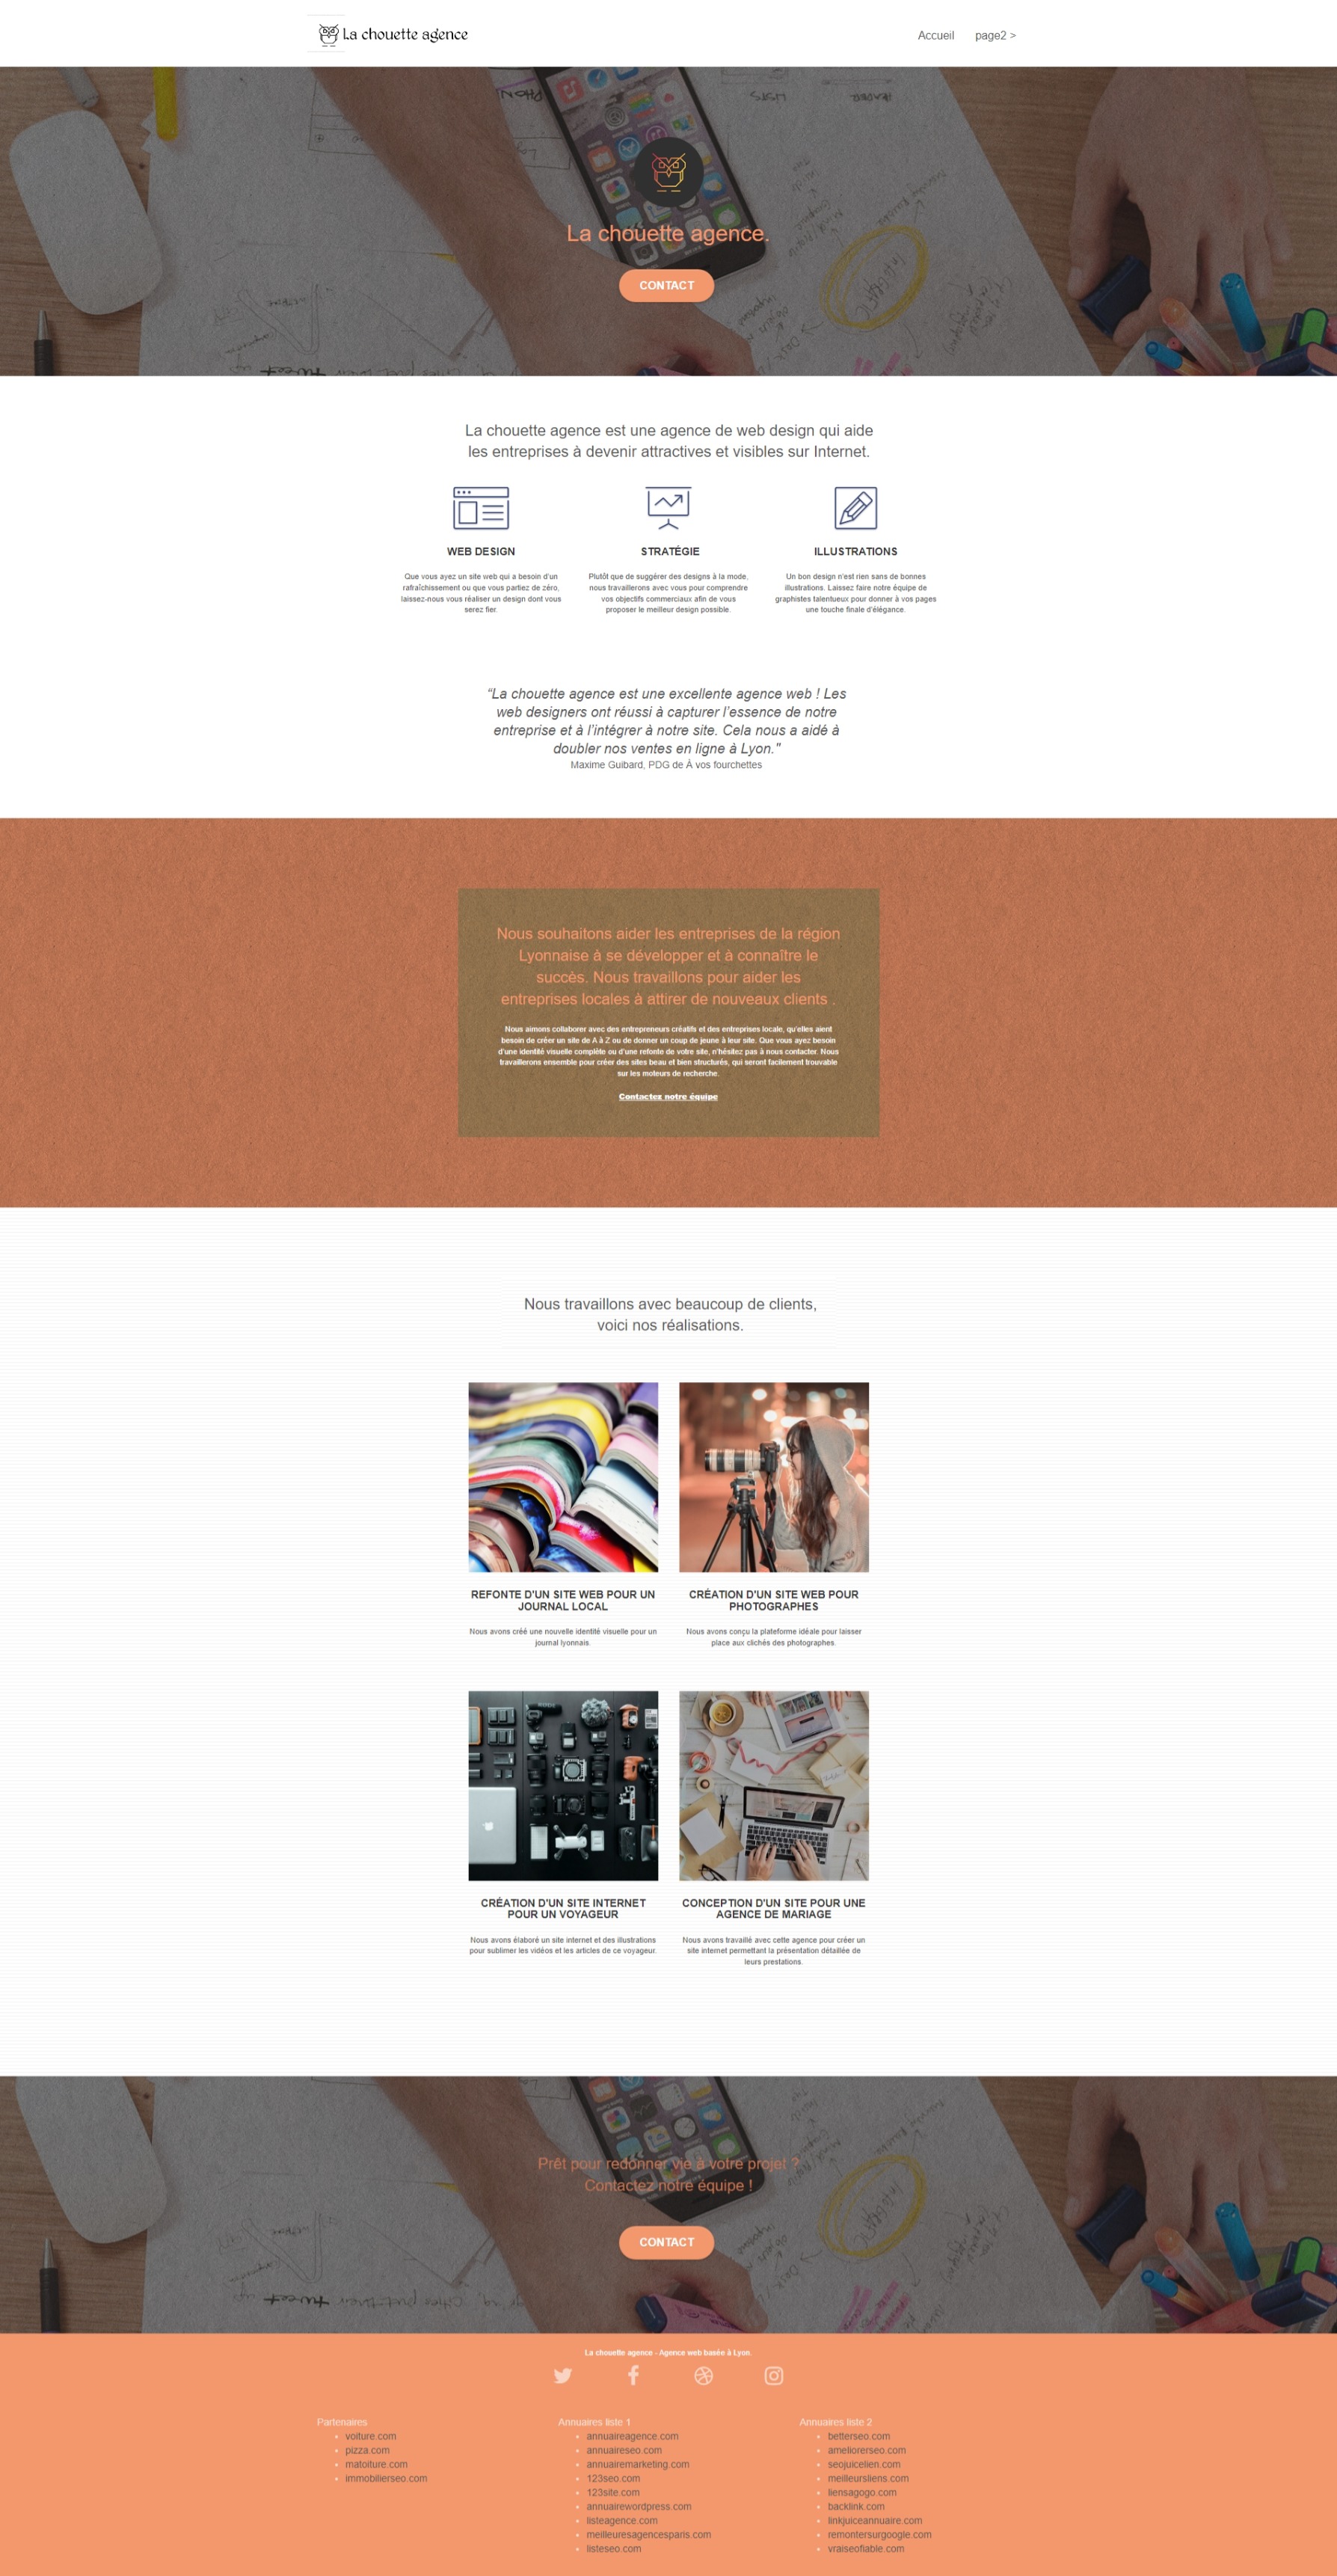 La chouette agence
Accueil
page2 >
La chouette agence.
CONTACT
La chouette agence est une agence de web design qui aide
les entreprises à devenir attractives et visibles sur Internet.
WEB DESIGN
Que vous ayez un site web qui a besoin d'un
rafraîchissement ou que vous partiez de zéro,
laissez-nous vous réaliser un design dont vous
serez fier.
STRATÉGIE
Plutôt que de suggérer des designs à la mode,
nous travaillerons avec vous pour comprendre
vos objectifs commerciaux afin de vous
proposer le meilleur design possible.
ILLUSTRATIONS
Un bon design n'est rien sans de bonnes
illustrations. Laissez faire notre équipe de
graphistes talentueux pour donner à vos pages
une touche finale d'élégance.
“La chouette agence est une excellente agence web ! Les
web designers ont réussi à capturer l’essence de notre
entreprise et à l’intégrer à notre site. Cela nous a aidé à
doubler nos ventes en ligne à Lyon."
Maxime Guibard, PDG de À vos fourchettes
Nous souhaitons aider les entreprises de la région
Lyonnaise à se développer et à connaître le
succès. Nous travaillons pour aider les
entreprises locales à attirer de nouveaux clients .
Nous aimons collaborer avec des entrepreneurs créatifs et des entreprises locale, qu'elles aient
besoin de créer un site de A à Z ou de donner un coup de jeune à leur site. Que vous ayez besoin
d'une identité visuelle complète ou d'une refonte de votre site, n'hésitez pas à nous contacter. Nous
travaillerons ensemble pour créer des sites beau et bien structurés, qui seront facilement trouvable
sur les moteurs de recherche.
Contactez notre équipe
Nous travaillons avec beaucoup de clients,
voici nos réalisations.
REFONTE D'UN SITE WEB POUR UN
JOURNAL LOCAL
Nous avons créé une nouvelle identité visuelle pour un
journal lyonnais.
CRÉATION D'UN SITE WEB POUR
PHOTOGRAPHES
Nous avons conçu la plateforme idéale pour laisser
place aux clichés des photographes.
CRÉATION D'UN SITE INTERNET
POUR UN VOYAGEUR
Nous avons élaboré un site internet et des illustrations
pour sublimer les vidéos et les articles de ce voyageur.
CONCEPTION D'UN SITE POUR UNE
AGENCE DE MARIAGE
Nous avons travaillé avec cette agence pour créer un
site internet permettant la présentation détaillée de
leurs prestations.
Prêt pour redonner vie à votre projet ?
Contactez notre équipe !
CONTACT
La chouette agence - Agence web basée à Lyon.
Partenaires
voiture.com
pizza.com
matoiture.com
immobilierseo.com
Annuaires liste 1
annuaireagence.com
annuaireseo.com
annuairemarketing.com
123seo.com
123site.com
annuairewordpress.com
listeagence.com
meilleuresagencesparis.com
listeseo.com
Annuaires liste 2
betterseo.com
ameliorerseo.com
seojuicelien.com
meilleursliens.com
liensagogo.com
backlink.com
linkjuiceannuaire.com
remontersurgoogle.com
vraiseofiable.com